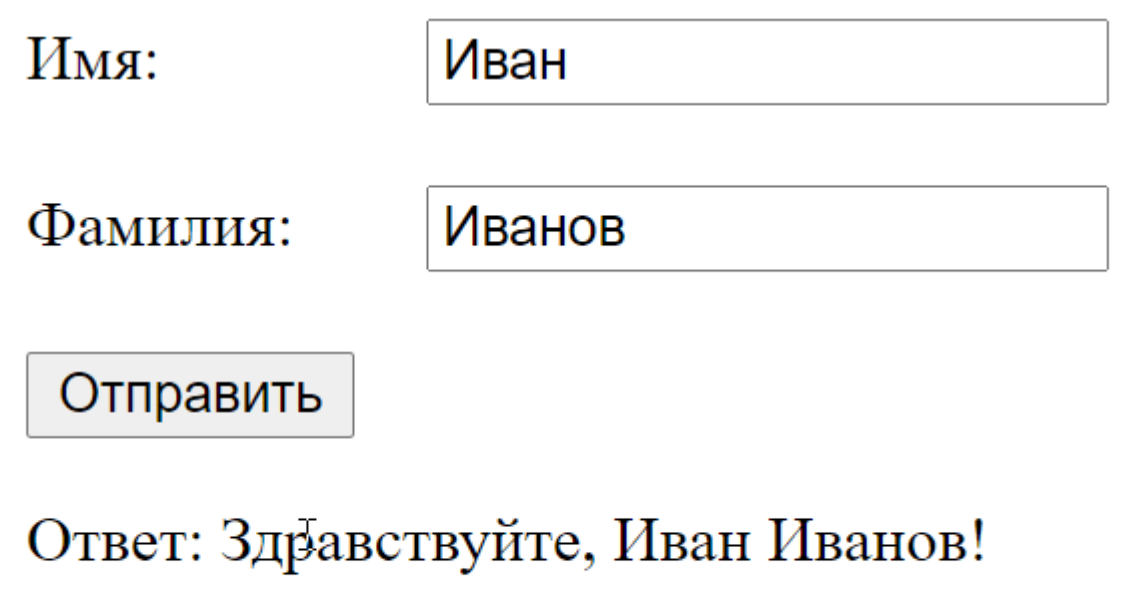 Имя: Иван
Фамилия: Иванов
Отправить
Ответ: Здравствуйте, Иван Иванов!